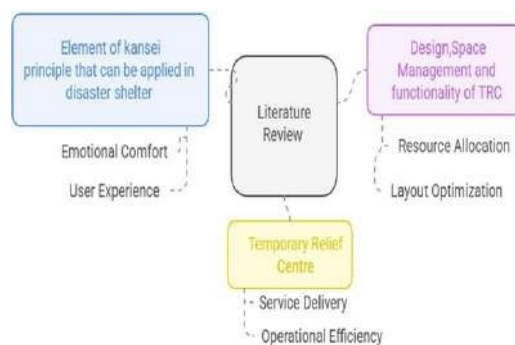 Element of kansei
principle that can be applied in
disaster shelter
Emotional Comfort
User Experience
Literature
Review
Design,Space
Management and
functionality of TRC
Resource Allocation
Layout Optimization
Temporary Relief
Centre
Service Delivery
Operational Efficiency